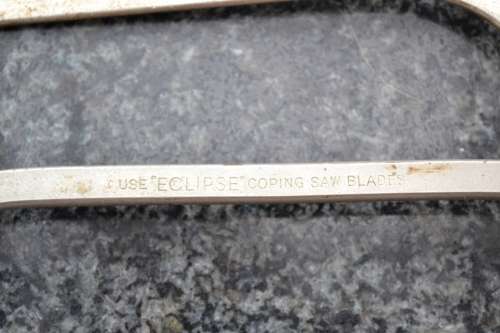 USE "ECLIPSE" COPING SAW BLADES